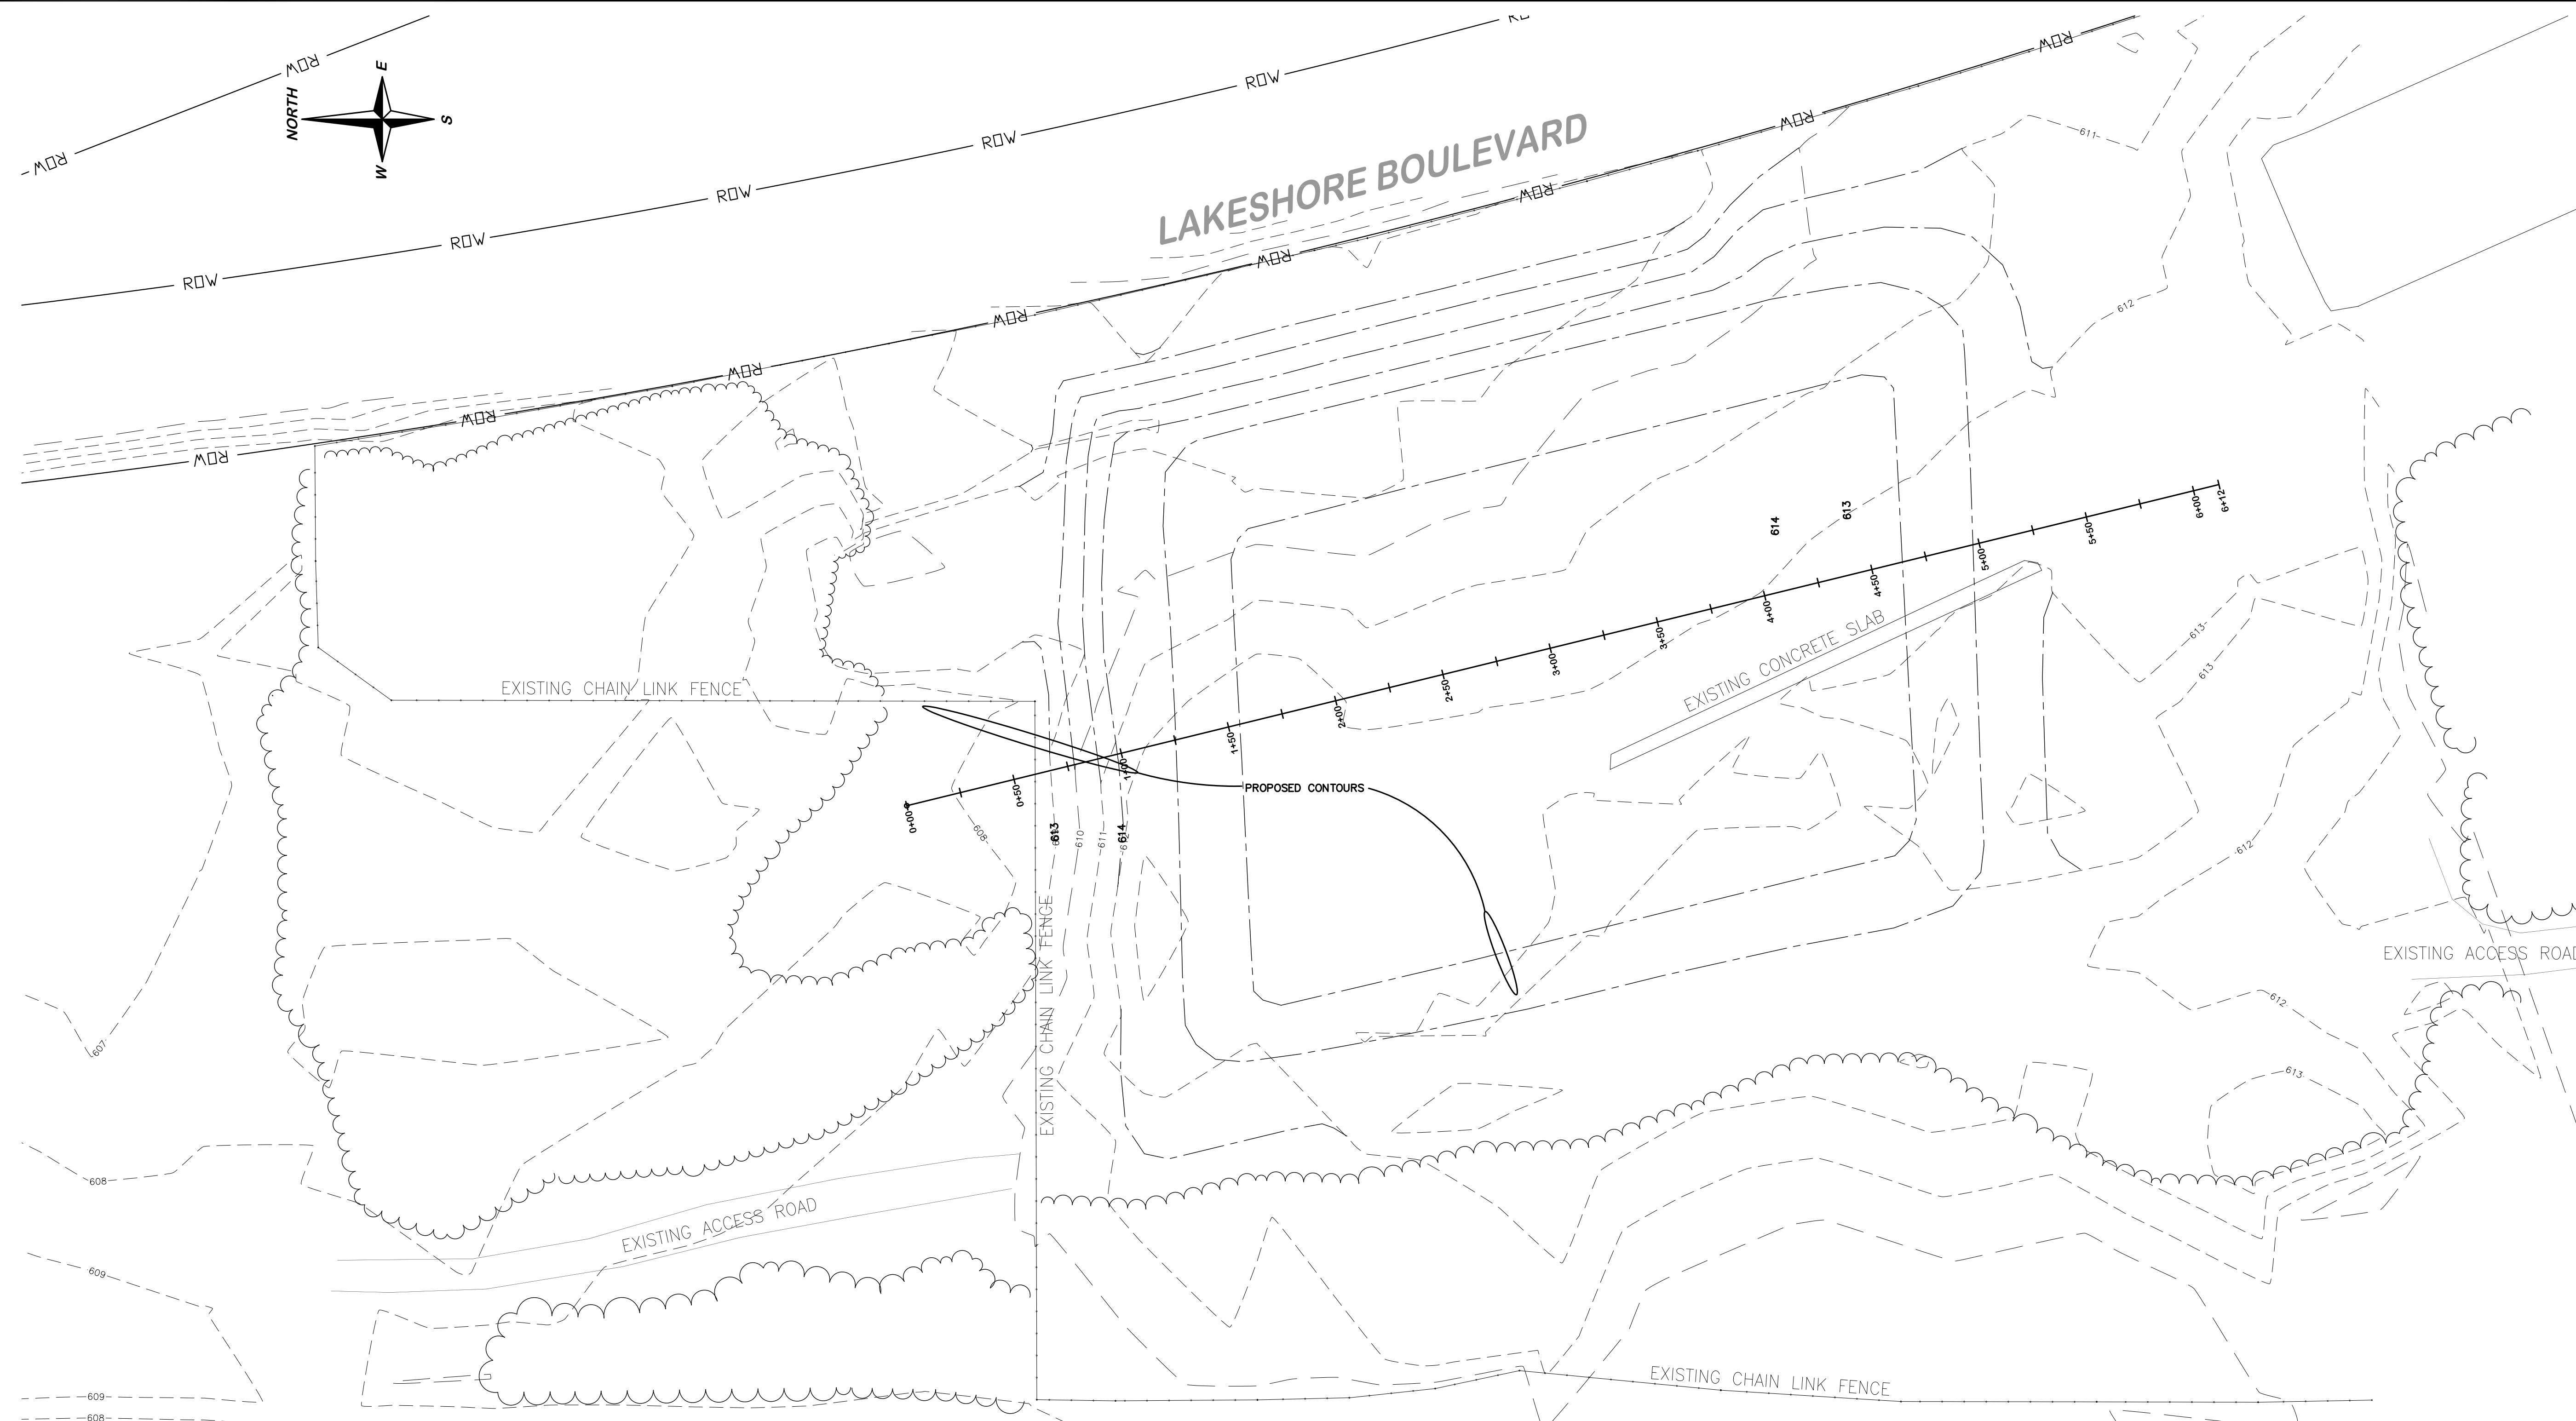 ROW
ROW
ROW
ROW
ROW
ROW
ROW
ROW
ROW
NORTH
E
S
W
LAKESHORE BOULEVARD
ROW
ROW
ROW
ROW
ROW
ROW
ROW
611
612
614
613
6+00
6+12
5+50
5+00
4+50
4+00
3+50
3+00
2+50
2+00
1+50
1+00
0+50
0+00
EXISTING CONCRETE SLAB
613
613
EXISTING CHAIN LINK FENCE
PROPOSED CONTOURS
608
613
610
611
614
612
EXISTING CHAIN LINK FENCE
EXISTING ACCESS ROAD
612
607
613
608
EXISTING ACCESS ROAD
609
EXISTING CHAIN LINK FENCE
609
608